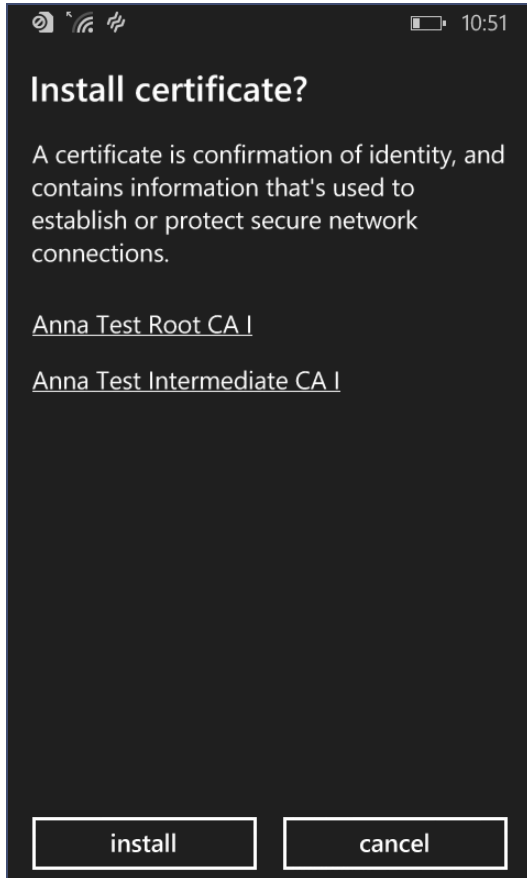 10:51
Install certificate?
A certificate is confirmation of identity, and
contains information that's used to
establish or protect secure network
connections.
Anna Test Root CA I
Anna Test Intermediate CA I
install
cancel